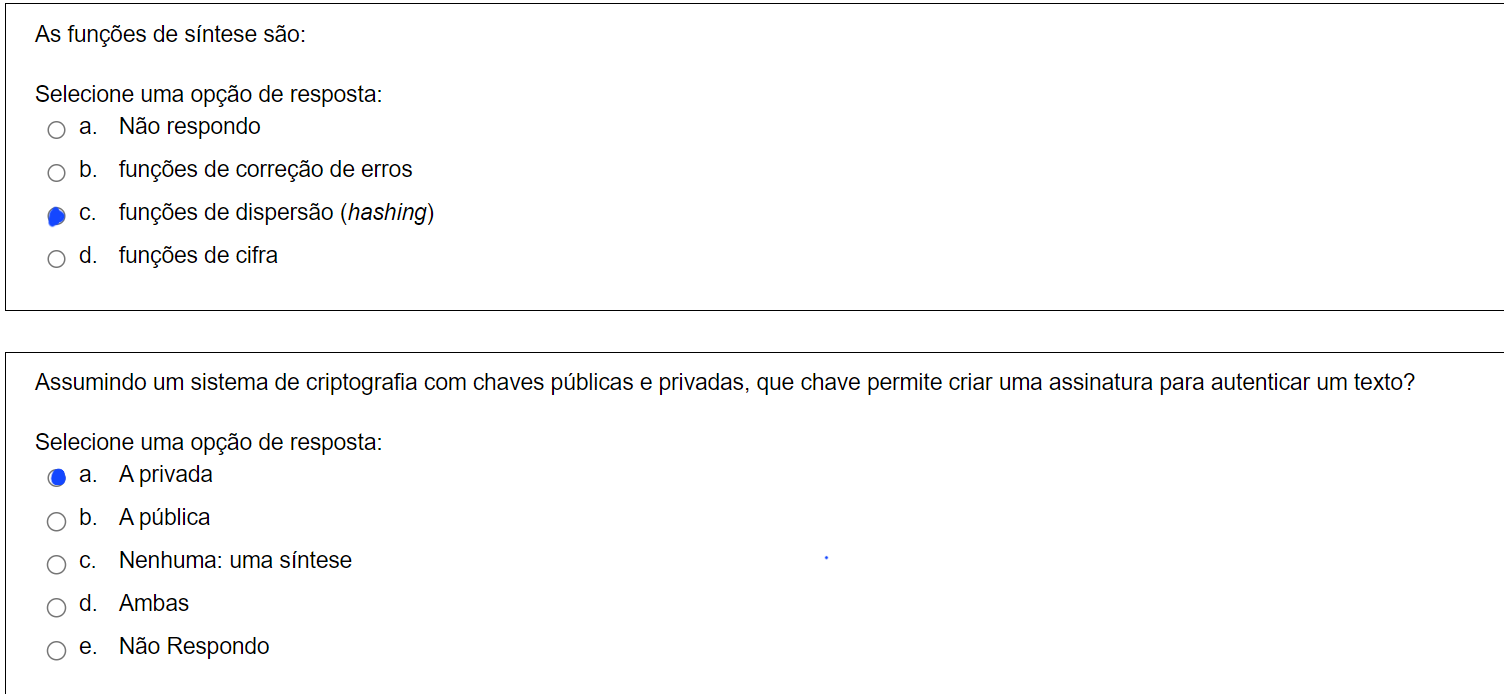 As funções de síntese são:
Selecione uma opção de resposta:
a. Não respondo
b. funções de correção de erros
c. funções de dispersão (hashing)
d. funções de cifra
Assumindo um sistema de criptografia com chaves públicas e privadas, que chave permite criar uma assinatura para autenticar um texto?
Selecione uma opção de resposta:
a. A privada
b. A pública
c. Nenhuma: uma síntese
d. Ambas
e. Não Respondo